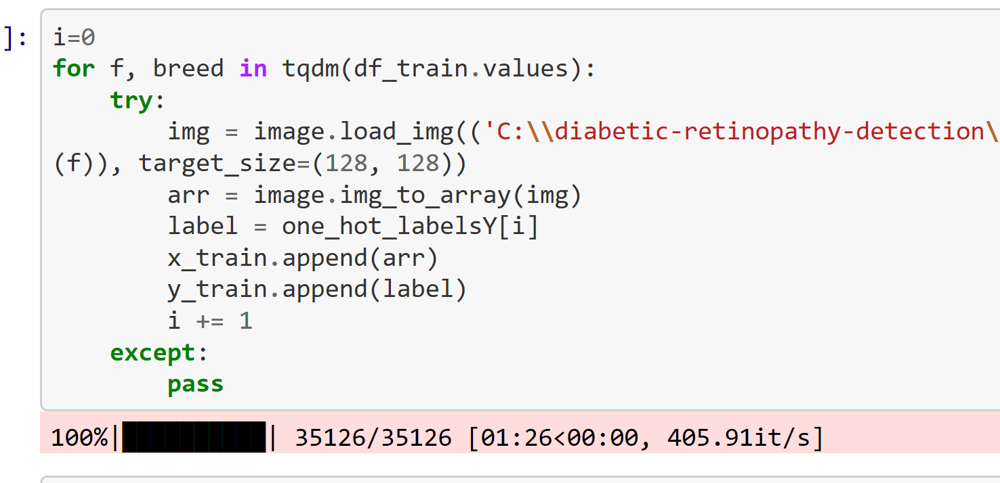 ]:
i=0
for f, breed in tqdm(df_train.values):
    try:
        img = image.load_img(('C:\\diabetic-retinopathy-detection\
(f)), target_size=(128, 128))
        arr = image.img_to_array(img)
        label = one_hot_labelsY[i]
        x_train.append(arr)
        y_train.append(label)
        i += 1
    except:
        pass
100%|██████████| 35126/35126 [01:26<00:00, 405.91it/s]